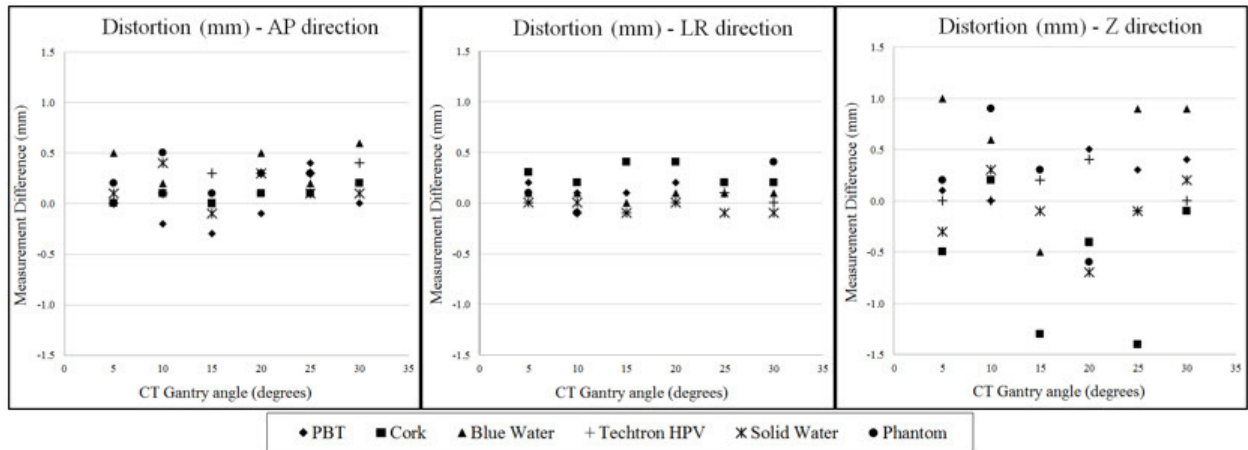 Distortion (mm) - AP direction
Measurement Difference (mm)
1.5
1.0
0.5
0.0
-0.5
-1.0
-1.5
0 5 10 15 20 25 30 35
CT Gantry angle (degrees)
Distortion (mm) - LR direction
Measurement Difference (mm)
1.5
1.0
0.5
0.0
-0.5
-1.0
-1.5
0 5 10 15 20 25 30 35
CT Gantry angle (degrees)
Distortion (mm) - Z direction
Measurement Difference (mm)
1.5
1.0
0.5
0.0
-0.5
-1.0
-1.5
0 5 10 15 20 25 30 35
CT Gantry angle (degrees)
PBT Cork Blue Water Techtron HPV Solid Water Phantom